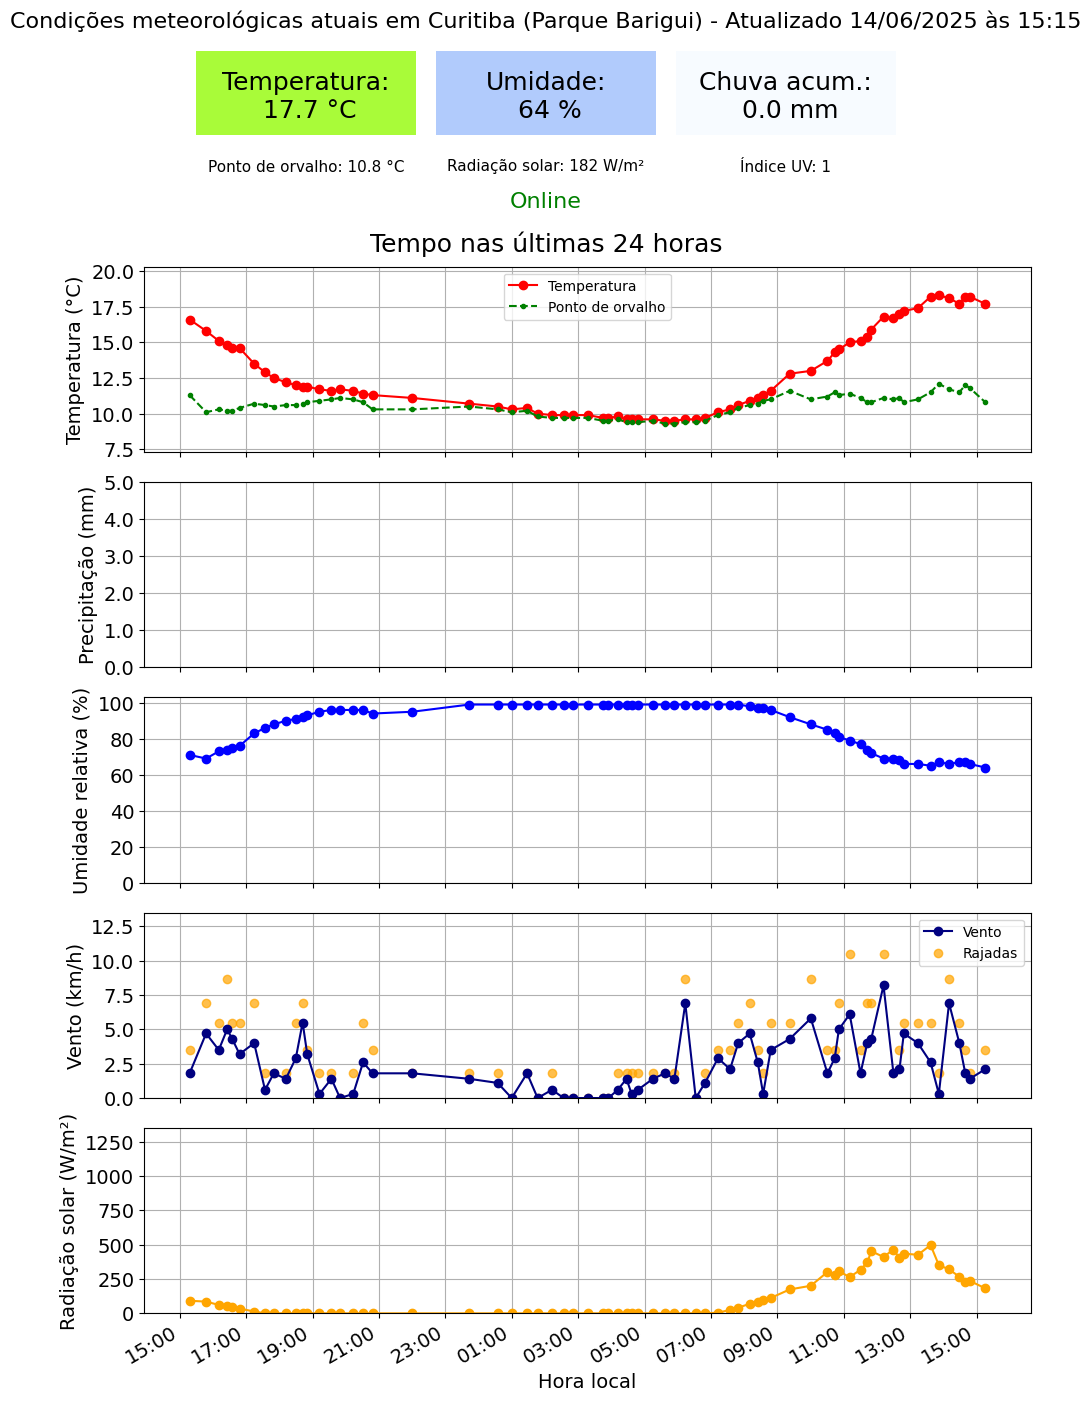 Condições meteorológicas atuais em Curitiba (Parque Barigui) - Atualizado 14/06/2025 às 15:15
Temperatura:
17.7 °C
Umidade:
64 %
Chuva acum.:
0.0 mm
Ponto de orvalho: 10.8 °C
Radiação solar: 182 W/m²
Índice UV: 1
Online
Tempo nas últimas 24 horas
Temperatura (°C)
20.0
17.5
15.0
12.5
10.0
7.5
Temperatura
Ponto de orvalho
Precipitação (mm)
5.0
4.0
3.0
2.0
1.0
0.0
Umidade relativa (%)
100
80
60
40
20
0
Vento (km/h)
12.5
10.0
7.5
5.0
2.5
0.0
Vento
Rajadas
Radiação solar (W/m²)
1250
1000
750
500
250
0
15:00
17:00
19:00
21:00
23:00
01:00
03:00
05:00
07:00
09:00
11:00
13:00
15:00
Hora local